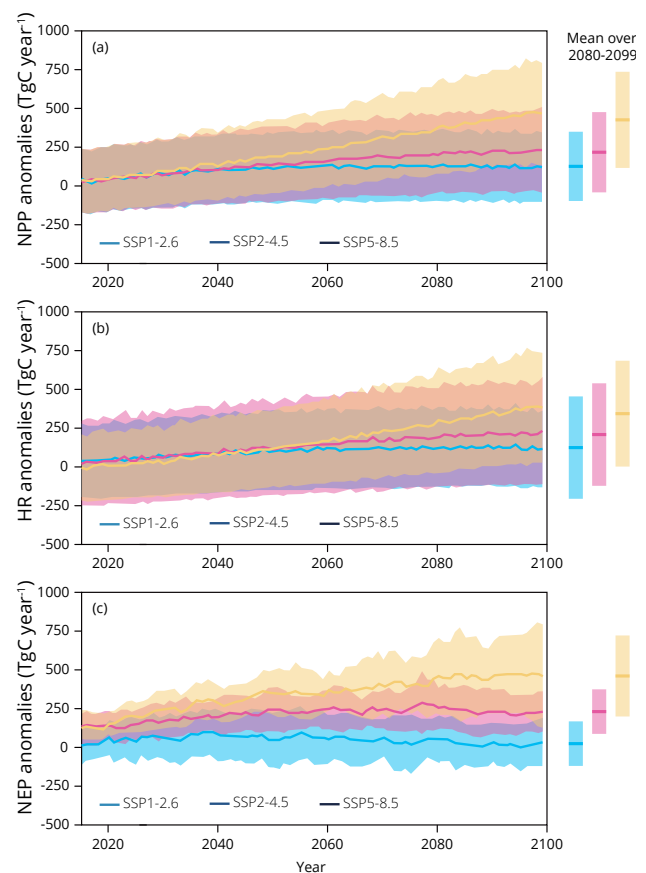 Mean over
2080-2099
(a)
NPP anomalies (TgC year⁻¹)
1000
750
500
250
0
-250
-500
SSP1-2.6 SSP2-4.5 SSP5-8.5
2020 2040 2060 2080 2100
(b)
HR anomalies (TgC year⁻¹)
1000
750
500
250
0
-250
-500
SSP1-2.6 SSP2-4.5 SSP5-8.5
2020 2040 2060 2080 2100
(c)
NEP anomalies (TgC year⁻¹)
1000
750
500
250
0
-250
-500
SSP1-2.6 SSP2-4.5 SSP5-8.5
2020 2040 2060 2080 2100
Year